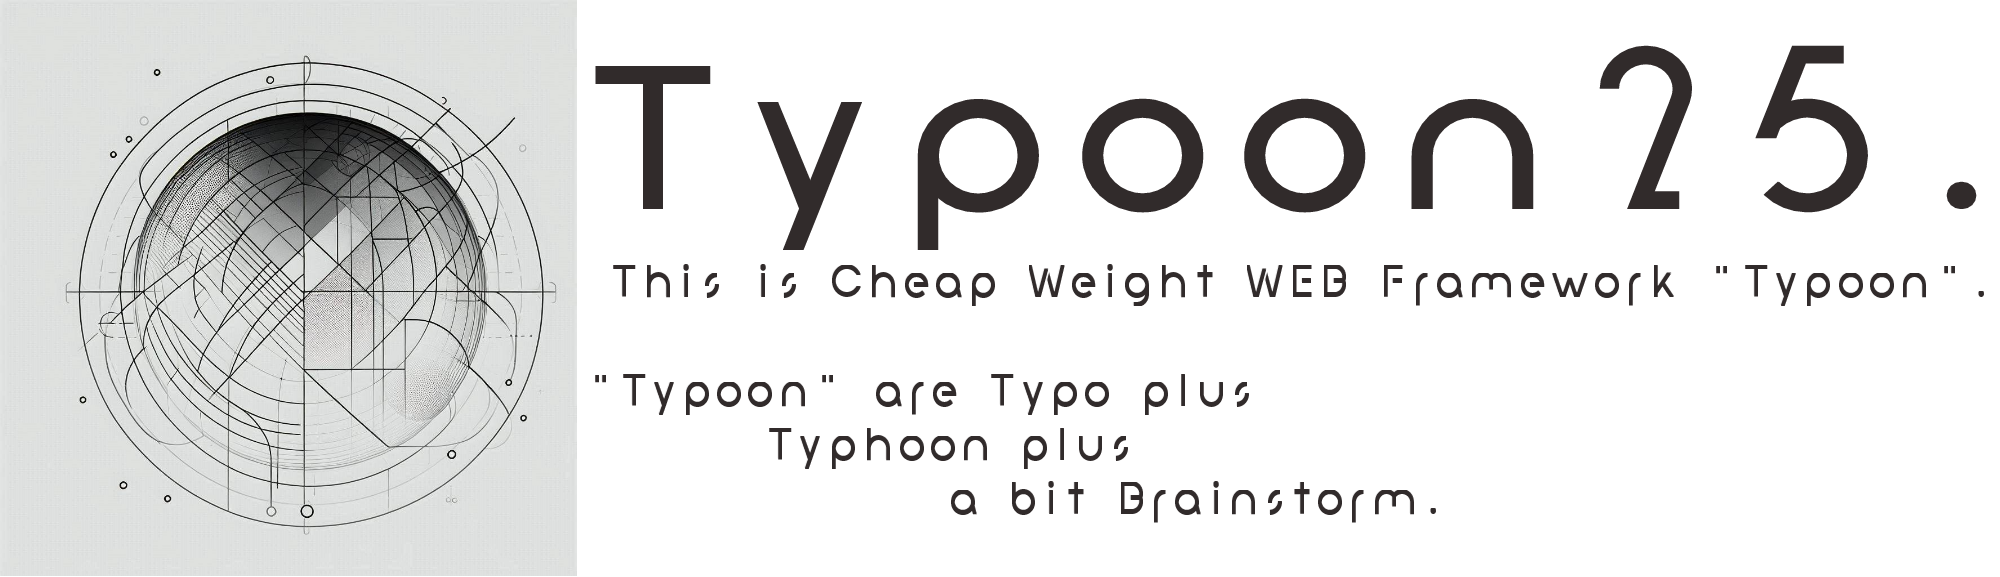 Typoon25.
This is Cheap Weight WEB Framework "Typoon".
"Typoon" are Typo plus
Typhoon plus
a bit Brainstorm.